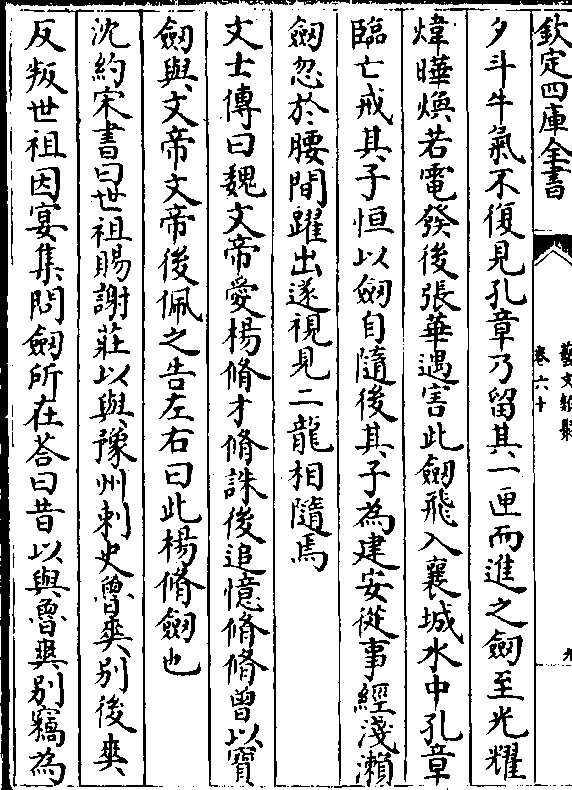 欽定四庫全書
藝文類聚
卷六十
九
夕斗牛氣不復見孔章乃留其一匣而進之劒至光耀
煒曄煥若電發後張華遇害此劒飛入襄城水中孔章
臨亡戒其子恒以劒自隨後其子為建安從事經淺瀨
劒忽於腰間躍出遂視見二龍相隨焉
文士傳曰魏文帝愛楊脩才脩誅後追憶脩脩曾以寳
劒與文帝文帝後佩之告左右曰此楊脩劒也
沈約宋書曰世祖賜謝莊以與豫州刺史魯爽别後爽
反叛世祖因宴集問劒所在荅曰昔以與魯爽别竊為